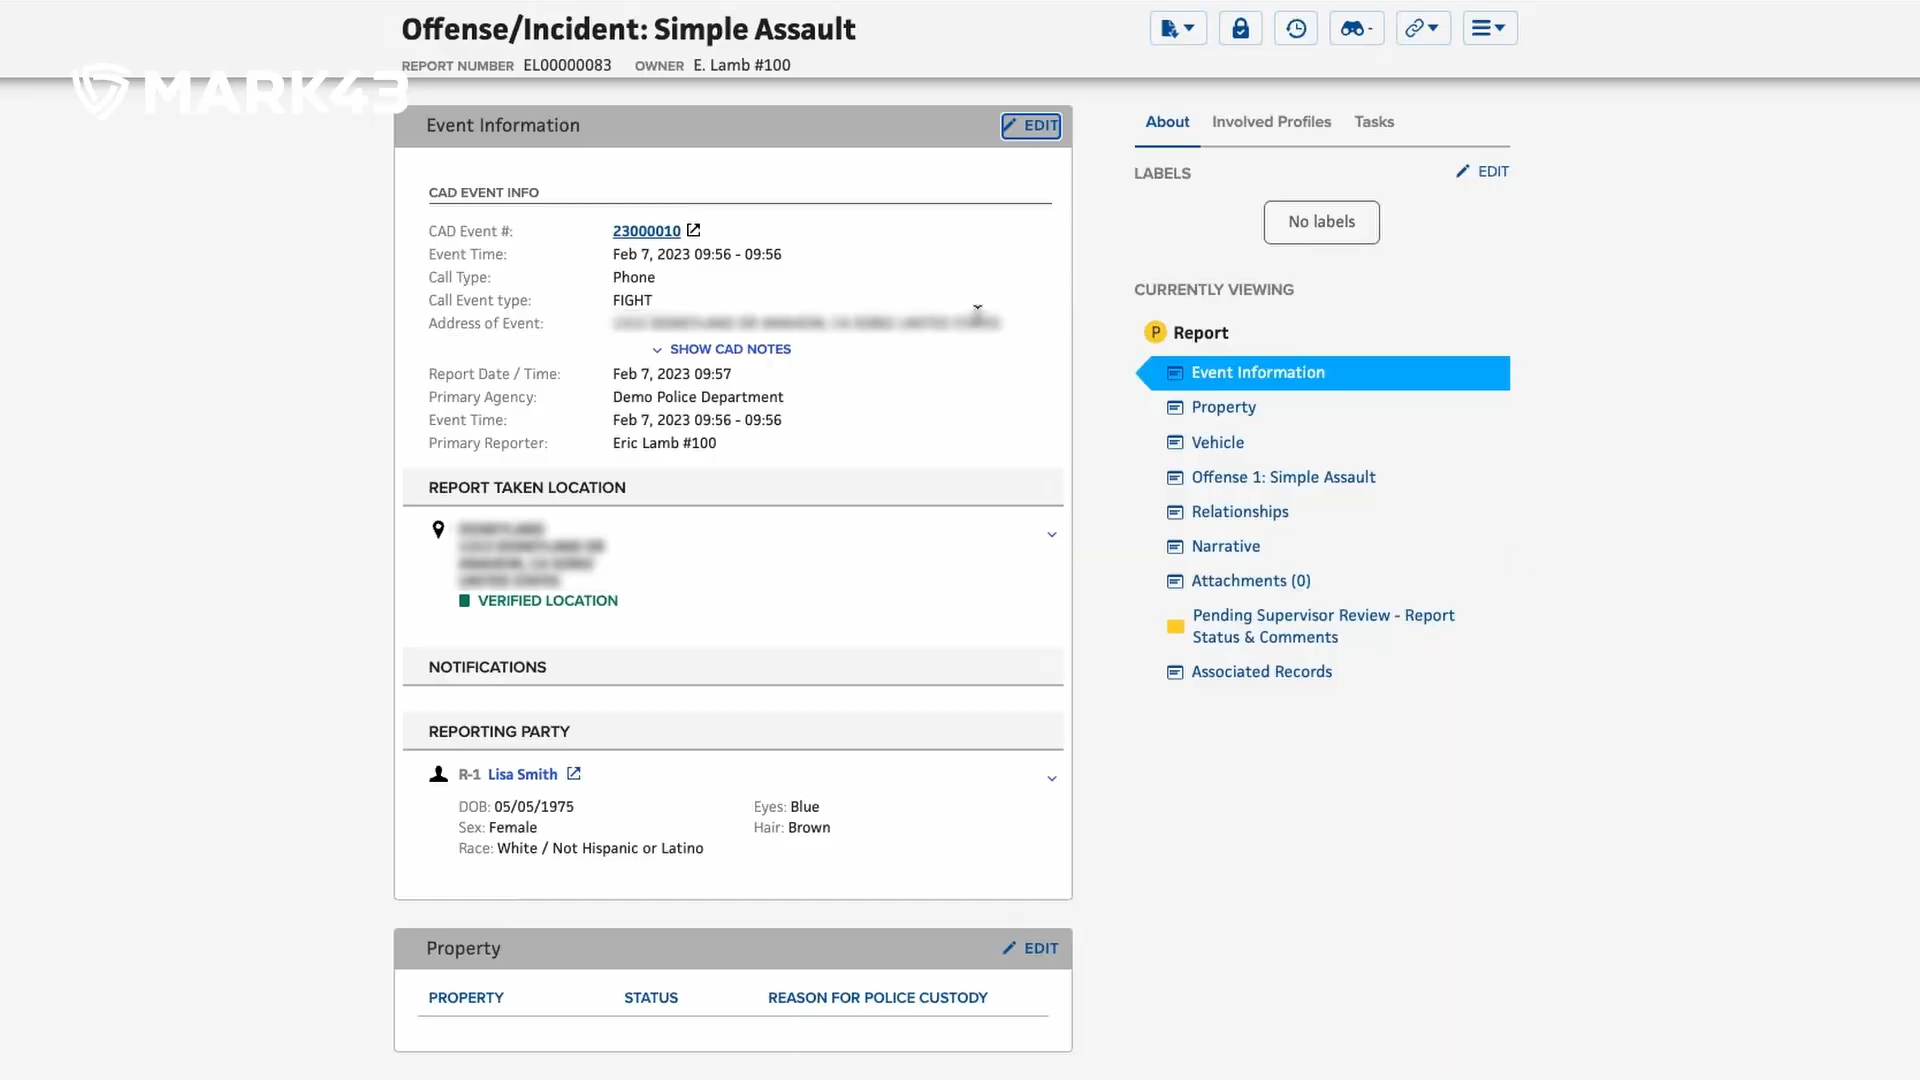 Offense/Incident: Simple Assault
REPORT NUMBER EL00000083 OWNER E. Lamb #100
MARK43
Event Information
EDIT
CAD EVENT INFO
CAD Event #: 23000010
Event Time: Feb 7, 2023 09:56 - 09:56
Call Type: Phone
Call Event type: FIGHT
Address of Event:
SHOW CAD NOTES
Report Date / Time: Feb 7, 2023 09:57
Primary Agency: Demo Police Department
Event Time: Feb 7, 2023 09:56 - 09:56
Primary Reporter: Eric Lamb #100
REPORT TAKEN LOCATION
VERIFIED LOCATION
NOTIFICATIONS
REPORTING PARTY
R-1 Lisa Smith
DOB: 05/05/1975 Eyes: Blue
Sex: Female Hair: Brown
Race: White / Not Hispanic or Latino
Property
EDIT
PROPERTY STATUS REASON FOR POLICE CUSTODY
About Involved Profiles Tasks
LABELS EDIT
No labels
CURRENTLY VIEWING
P Report
Event Information
Property
Vehicle
Offense 1: Simple Assault
Relationships
Narrative
Attachments (0)
Pending Supervisor Review - Report
Status & Comments
Associated Records